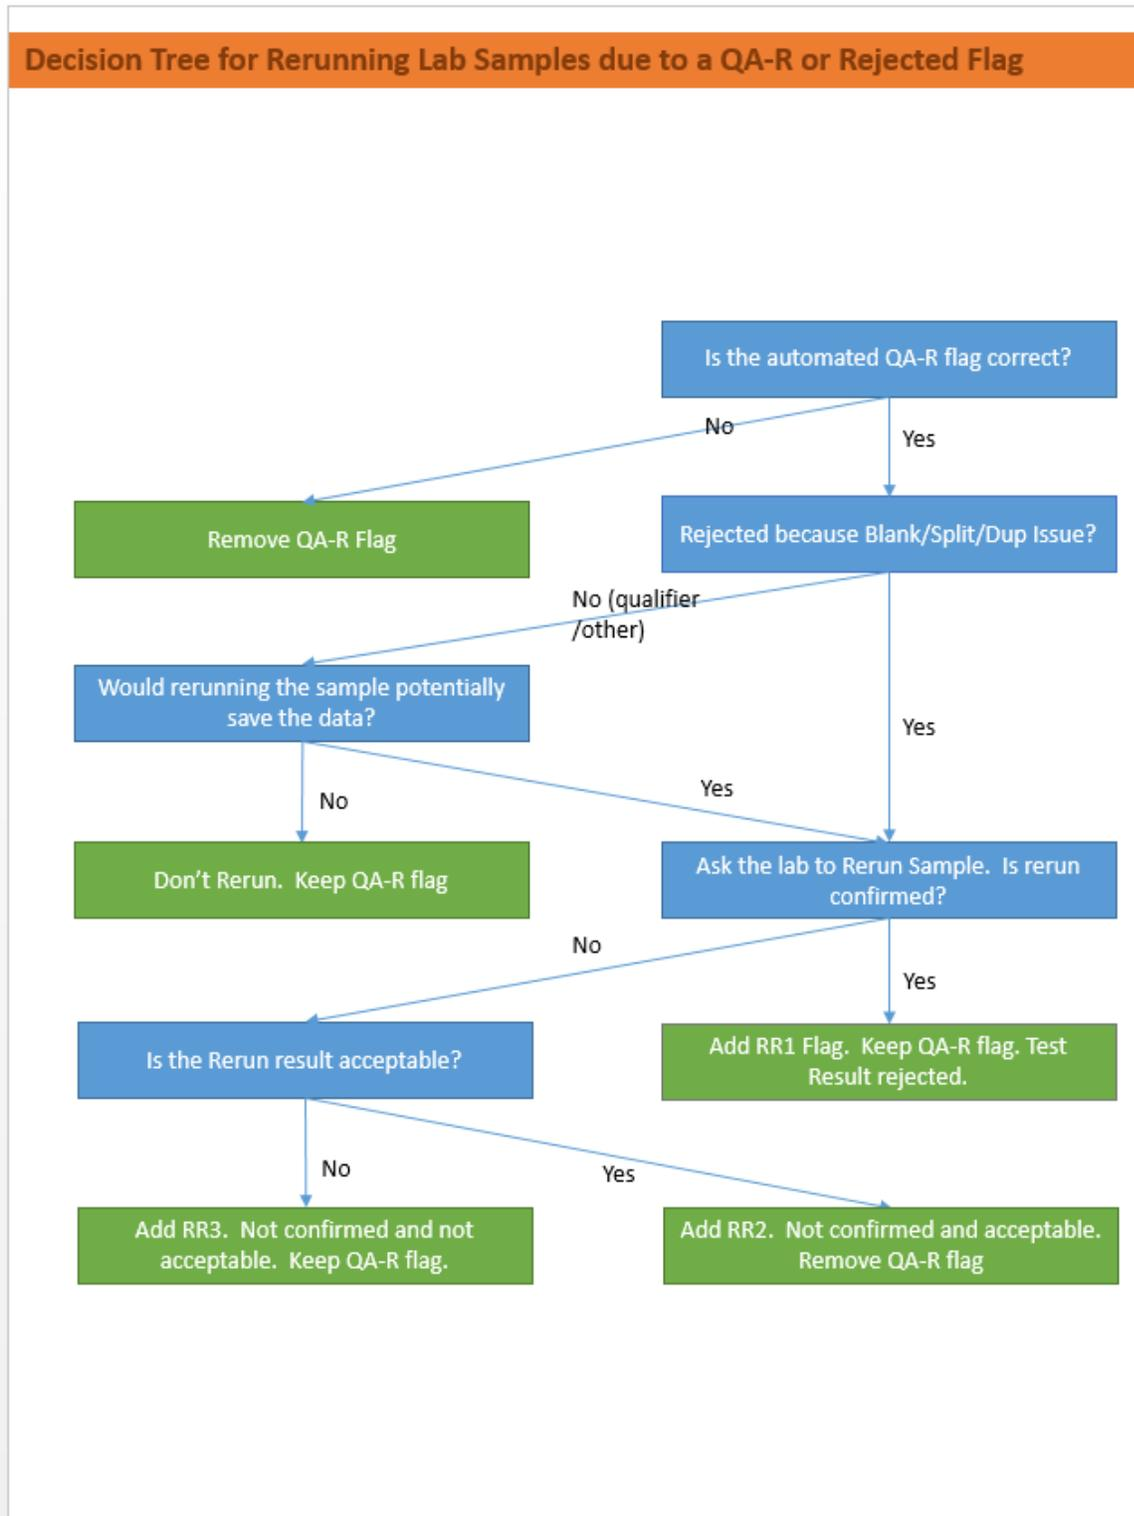 Decision Tree for Rerunning Lab Samples due to a QA-R or Rejected Flag
Is the automated QA-R flag correct?
No
Yes
Remove QA-R Flag
Rejected because Blank/Split/Dup Issue?
No (qualifier
/other)
Would rerunning the sample potentially
save the data?
Yes
No
Yes
Don’t Rerun.  Keep QA-R flag
Ask the lab to Rerun Sample.  Is rerun
confirmed?
No
Yes
Is the Rerun result acceptable?
Add RR1 Flag.  Keep QA-R flag. Test
Result rejected.
No
Yes
Add RR3.  Not confirmed and not
acceptable.  Keep QA-R flag.
Add RR2.  Not confirmed and acceptable.
Remove QA-R flag